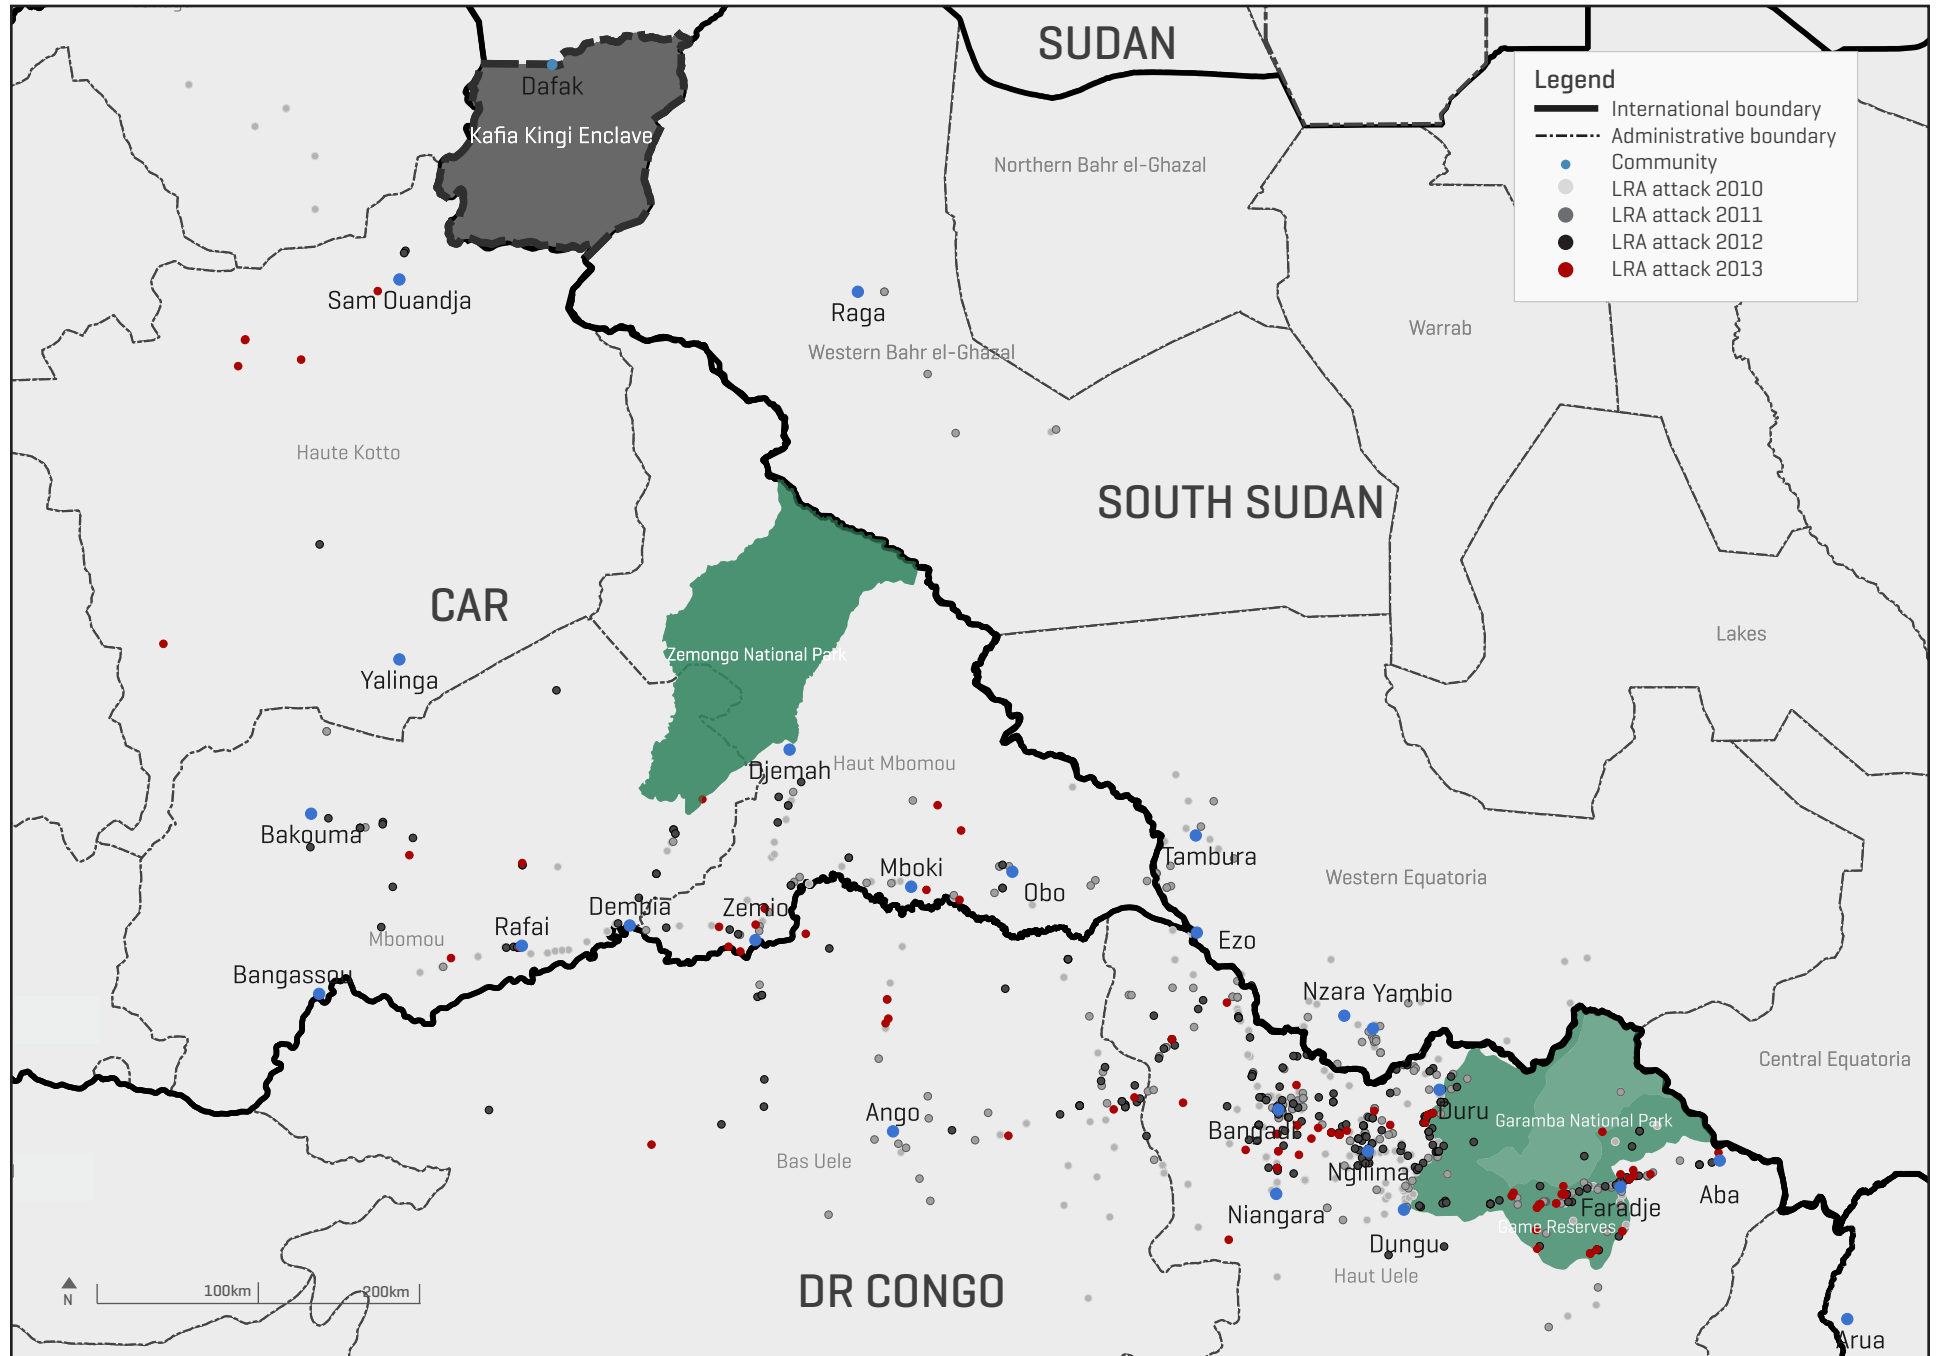 SUDAN
Legend
International boundary
Administrative boundary
Community
LRA attack 2010
LRA attack 2011
LRA attack 2012
LRA attack 2013
Dafak
Kafia Kingi Enclave
Northern Bahr el-Ghazal
Sam Ouandja
Raga
Warrab
Western Bahr el-Ghazal
Haute Kotto
SOUTH SUDAN
CAR
Lakes
Zemongo National Park
Yalinga
Djemah
Haut Mbomou
Bakouma
Tambura
Mboki
Obo
Western Equatoria
Dembia
Zemio
Rafai
Mbomou
Ezo
Bangassou
Nzara
Yambio
Central Equatoria
Ango
Duru
Garamba National Park
Bangadi
Bas Uele
Ngilima
Aba
Niangara
Faradje
Game Reserves
Dungu
Haut Uele
DR CONGO
N
100km
200km
Arua